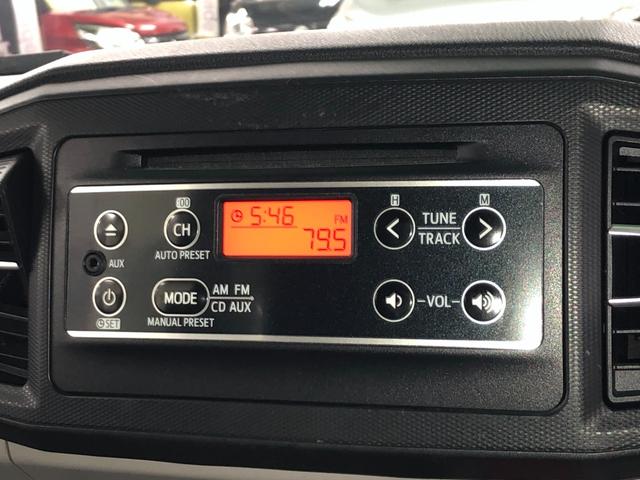 :00
H
M
CH
5:46
FM
79.5
TUNE
TRACK
AUTO PRESET
AUX
MODE
AM FM
CD AUX
-VOL-
SET
MANUAL PRESET